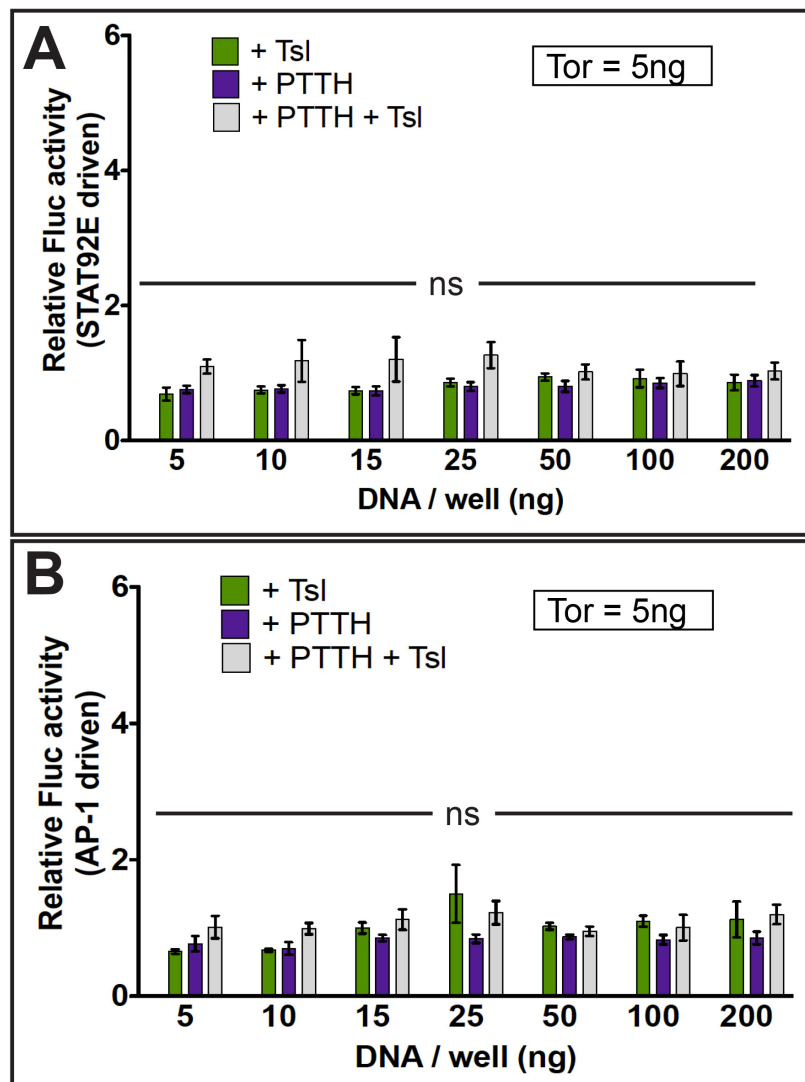 A
Relative Fluc activity
(STAT92E driven)
6
4
2
0
+ Tsl
+ PTTH
+ PTTH + Tsl
Tor = 5ng
ns
5 10 15 25 50 100 200
DNA / well (ng)
B
Relative Fluc activity
(AP-1 driven)
6
4
2
0
+ Tsl
+ PTTH
+ PTTH + Tsl
Tor = 5ng
ns
5 10 15 25 50 100 200
DNA / well (ng)